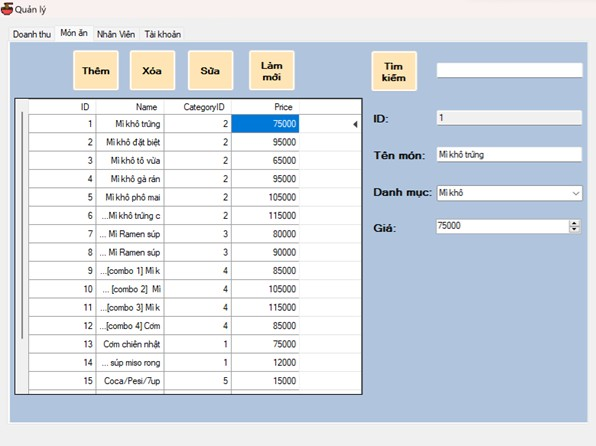 Quản lý
Doanh thu Món ăn Nhân Viên Tài khoản
Thêm Xóa Sửa Làm mới Tìm kiếm
ID Name CategoryID Price
1 Mì khô trứng 2 75000
2 Mì khô đặt biệt 2 95000
3 Mì khô tô vừa 2 65000
4 Mì khô gà rán 2 95000
5 Mì khô phô mai 2 105000
6 ...Mì khô trứng c 2 115000
7 ... Mì Ramen súp 3 80000
8 ... Mì Ramen súp 3 90000
9 ...[combo 1] Mì k 4 85000
10 ... [combo 2] Mì 4 105000
11 ...[combo 3] Mì k 4 115000
12 ...[combo 4] Cơm 4 85000
13 Cơm chiên nhật 1 75000
14 ... súp miso rong 1 12000
15 Coca/Pesi/7up 5 15000
ID: 1
Tên món: Mì khô trứng
Danh mục: Mì khô
Giá: 75000